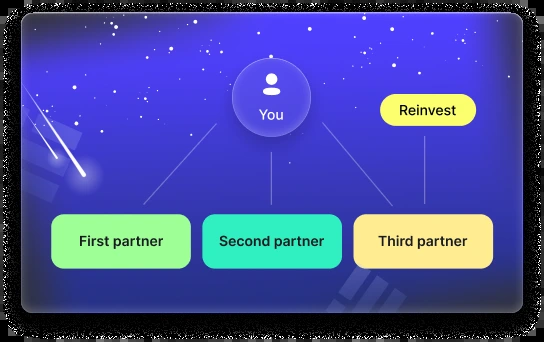 You
Reinvest
First partner
Second partner
Third partner